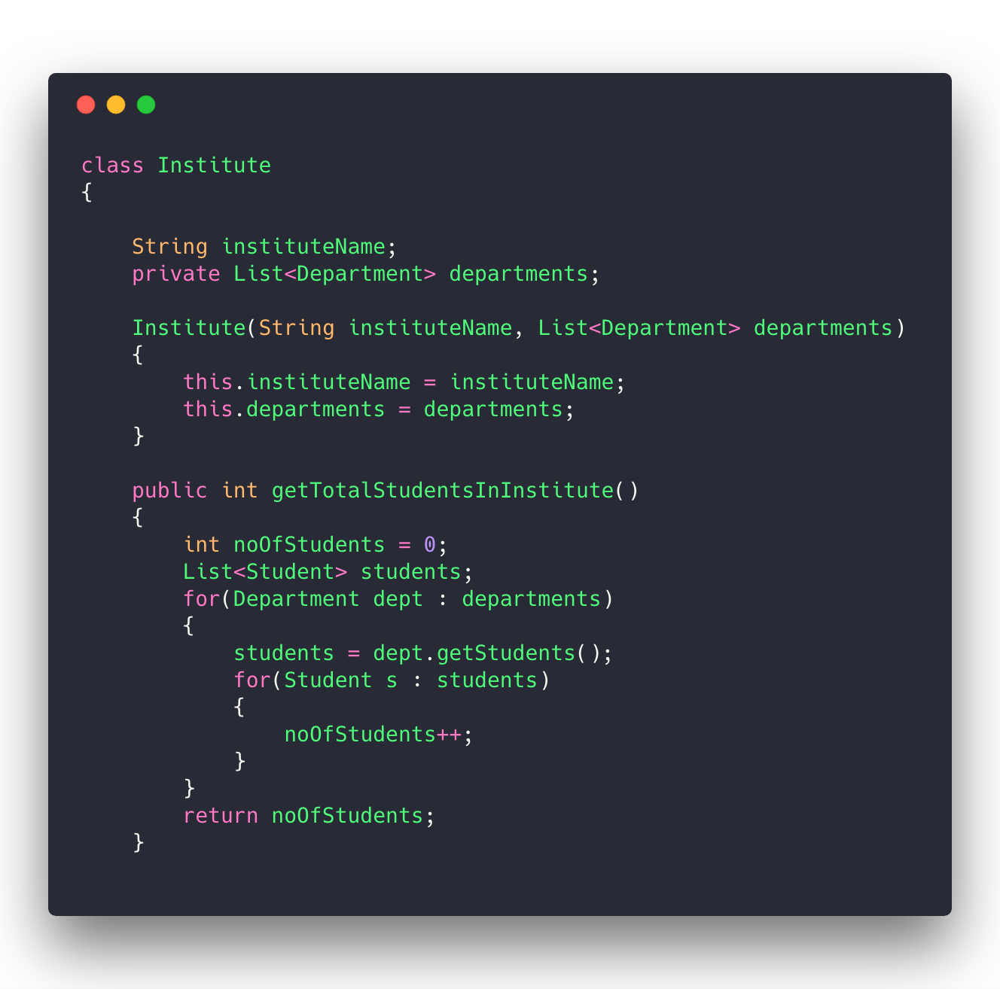 class Institute
{
String instituteName;
private List<Department> departments;
Institute(String instituteName, List<Department> departments)
{
this.instituteName = instituteName;
this.departments = departments;
}
public int getTotalStudentsInInstitute()
{
int noOfStudents = 0;
List<Student> students;
for(Department dept : departments)
{
students = dept.getStudents();
for(Student s : students)
{
noOfStudents++;
}
}
return noOfStudents;
}